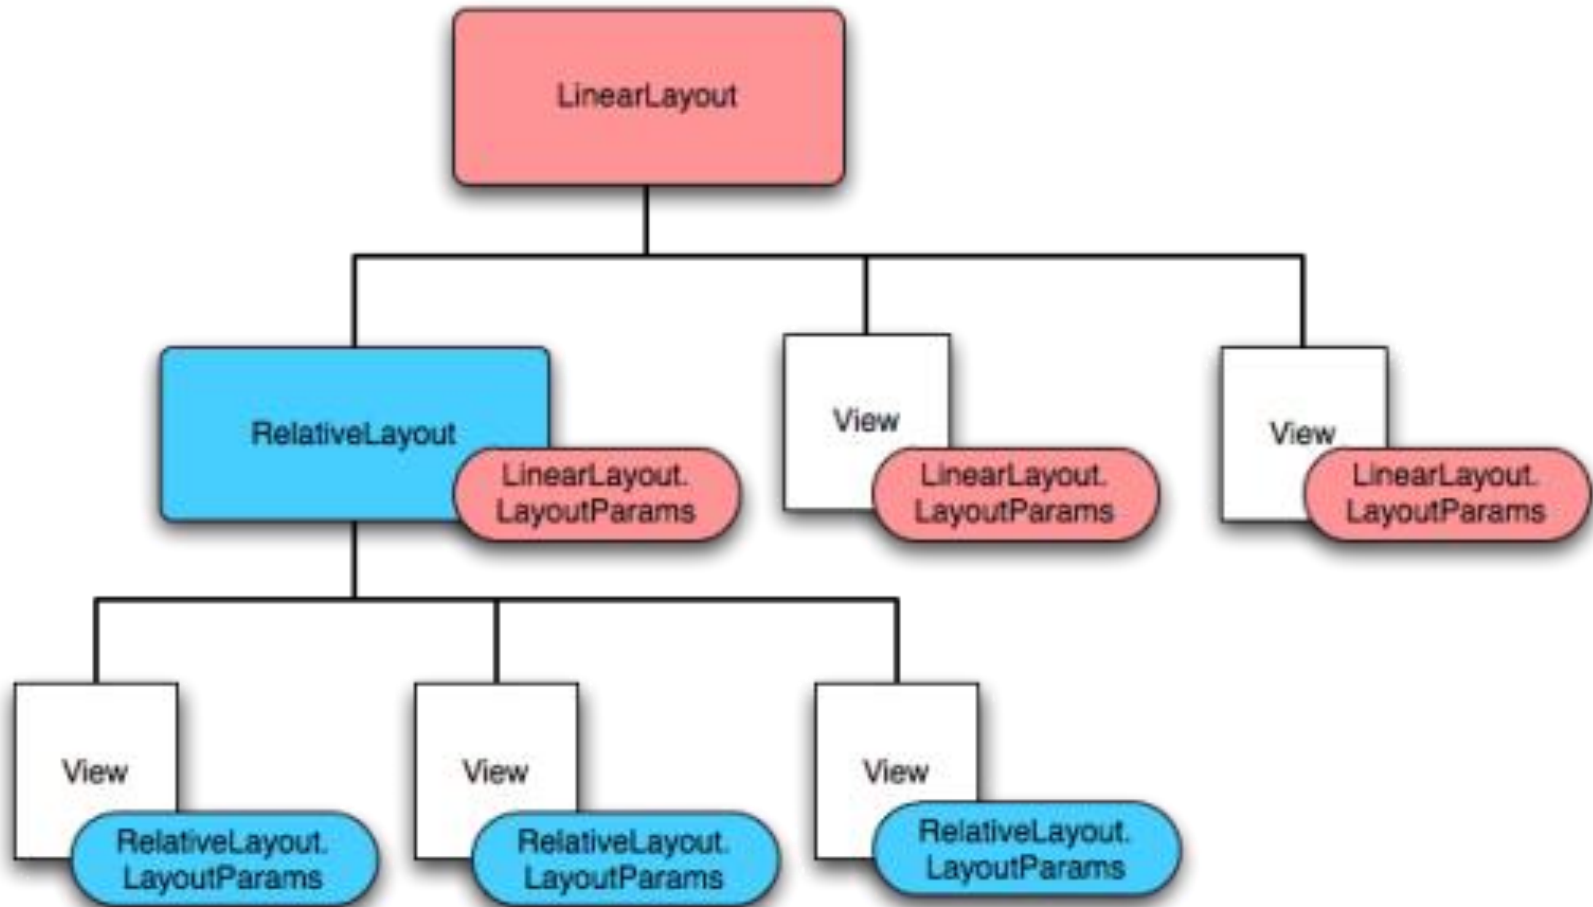 LinearLayout
RelativeLayout
LinearLayout.
LayoutParams
View
LinearLayout.
LayoutParams
View
LinearLayout.
LayoutParams
View
RelativeLayout.
LayoutParams
View
RelativeLayout.
LayoutParams
View
RelativeLayout.
LayoutParams